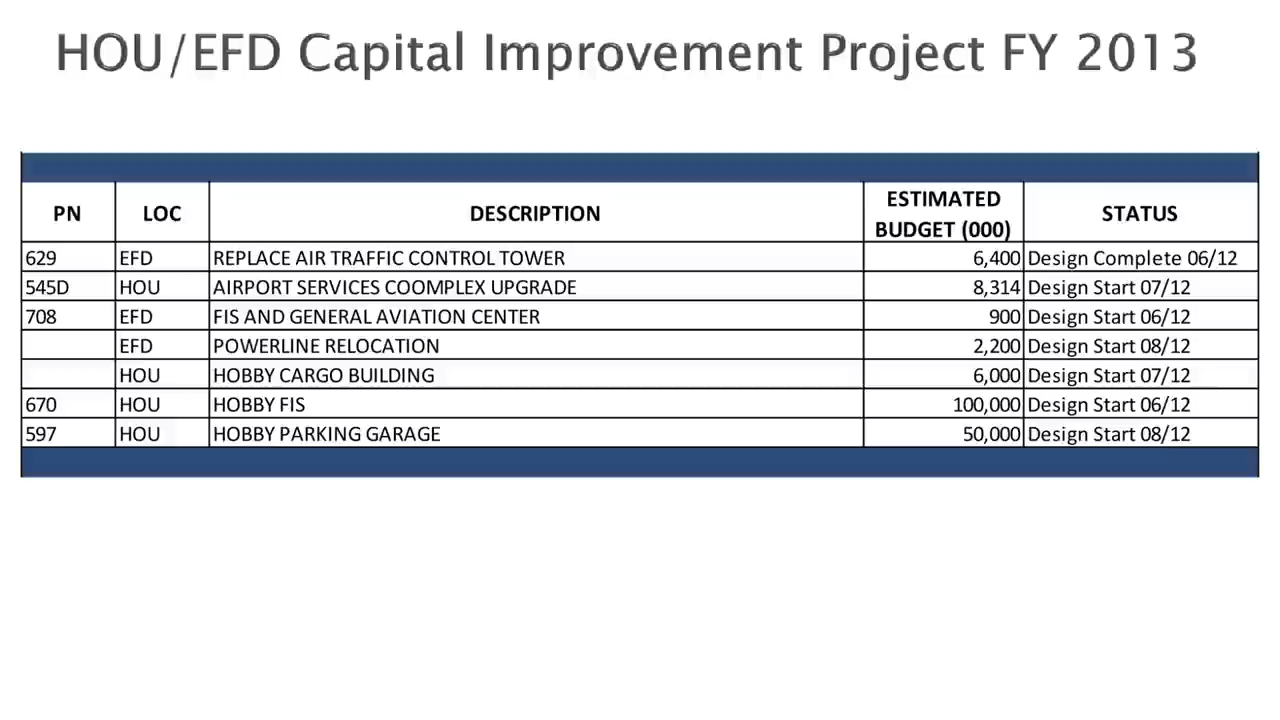 HOU/EFD Capital Improvement Project FY 2013
PN LOC DESCRIPTION ESTIMATED BUDGET (000) STATUS
629 EFD REPLACE AIR TRAFFIC CONTROL TOWER 6,400 Design Complete 06/12
545D HOU AIRPORT SERVICES COOMPLEX UPGRADE 8,314 Design Start 07/12
708 EFD FIS AND GENERAL AVIATION CENTER 900 Design Start 06/12
EFD POWERLINE RELOCATION 2,200 Design Start 08/12
HOU HOBBY CARGO BUILDING 6,000 Design Start 07/12
670 HOU HOBBY FIS 100,000 Design Start 06/12
597 HOU HOBBY PARKING GARAGE 50,000 Design Start 08/12